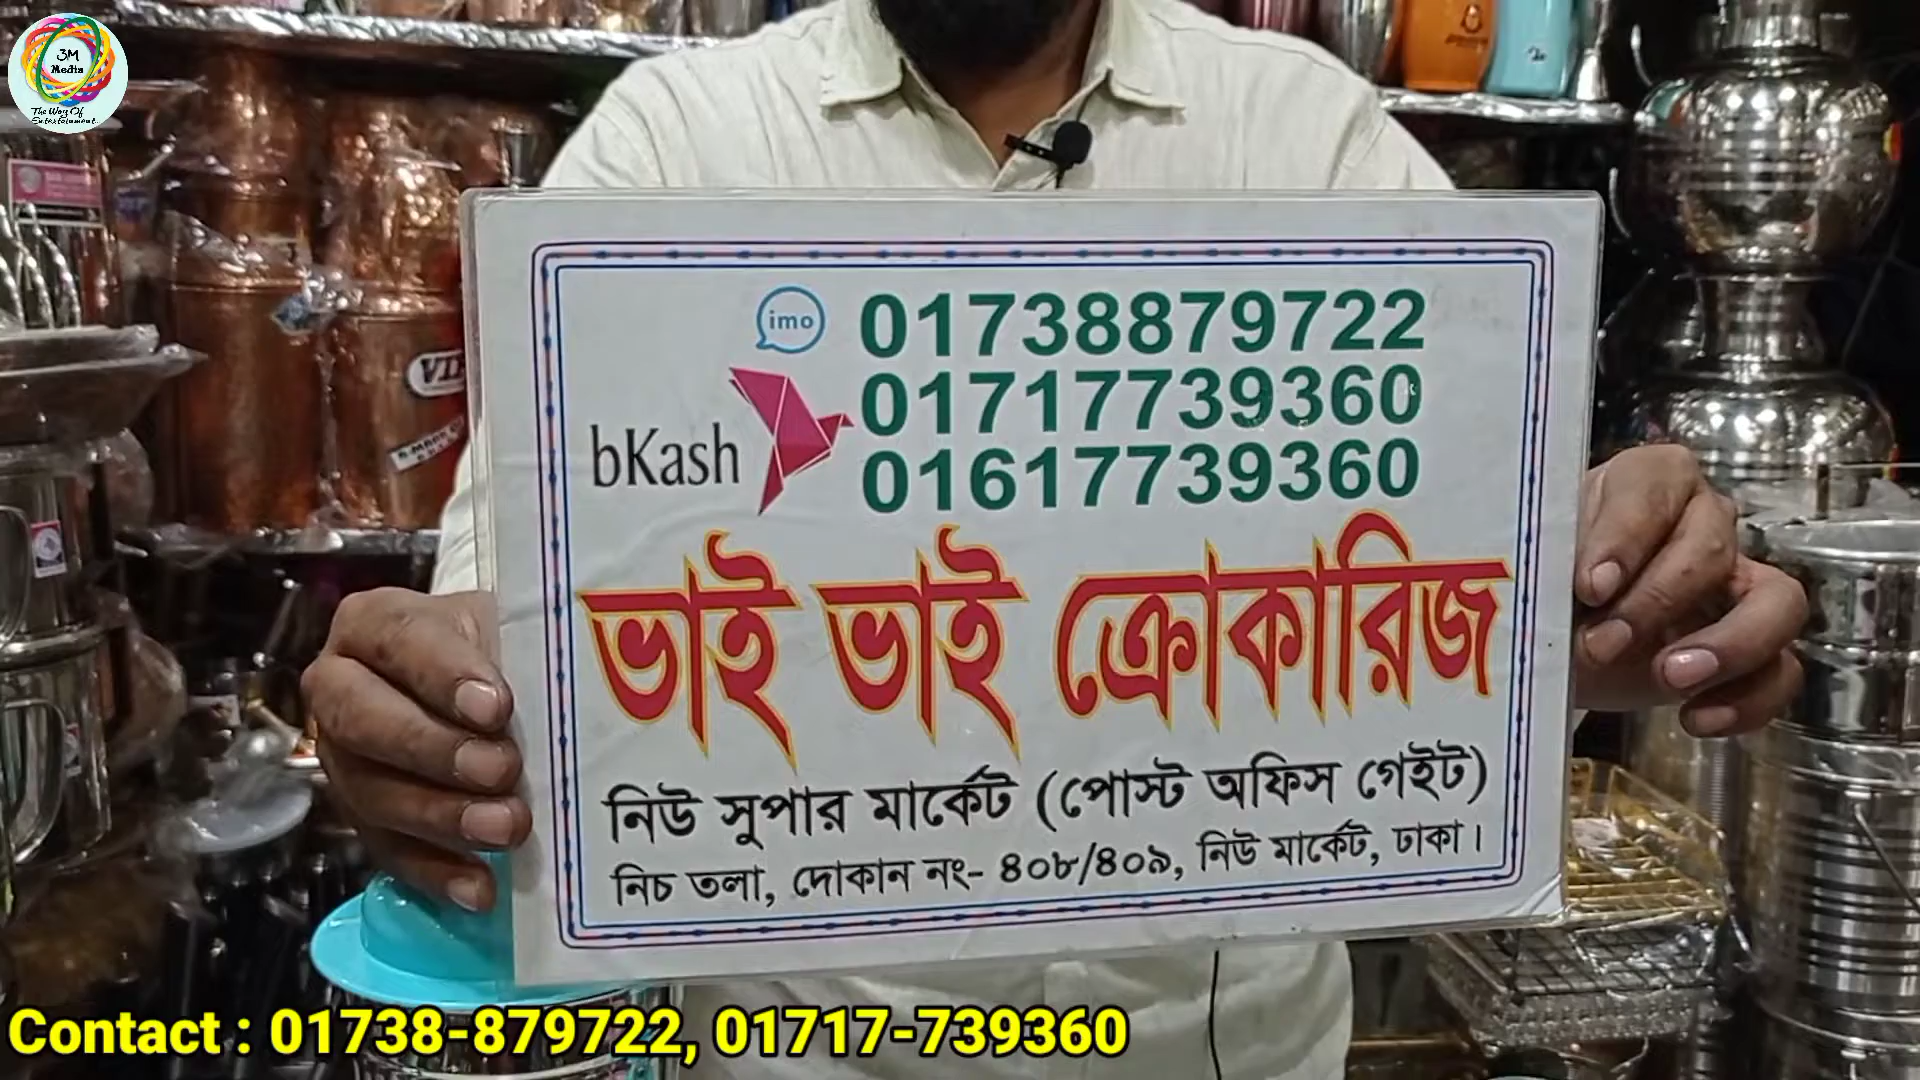 3M
Media
The Way Of
Entertainment..
imo
01738879722
bKash
01717739360
01617739360
ভাই ভাই ক্রোকারিজ
নিউ সুপার মার্কেট (পোস্ট অফিস গেইট)
নিচ তলা, দোকান নং- ৪০৮/৪০৯, নিউ মার্কেট, ঢাকা।
Contact : 01738-879722, 01717-739360